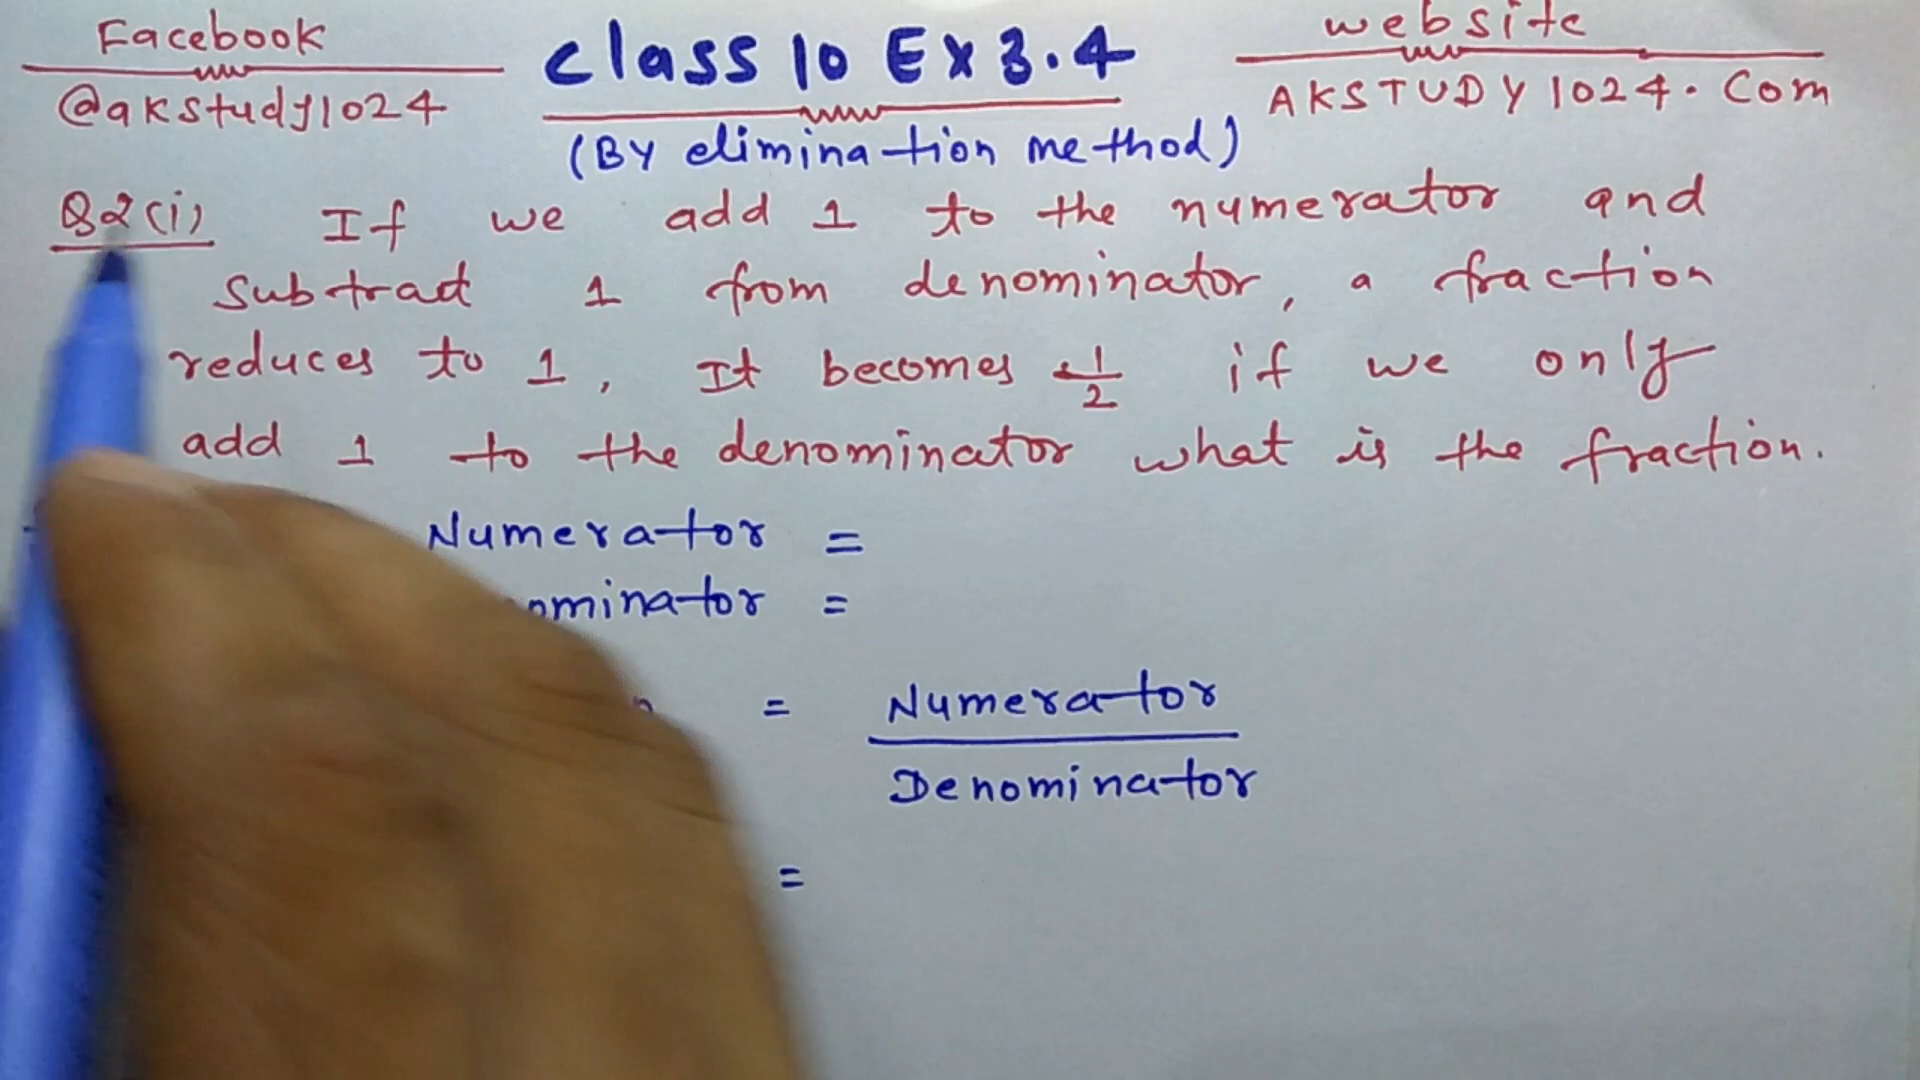 Facebook
@akstudy1024
class 10 Ex 3.4
(By elimination method)
website
AKSTUDY1024.Com
Q2(i) If we add 1 to the numerator and
subtract 1 from denominator, a fraction
reduces to 1, It becomes 1/2 if we only
add 1 to the denominator what is the fraction.
Numerator =
nominator =
= Numerator
Denominator
=